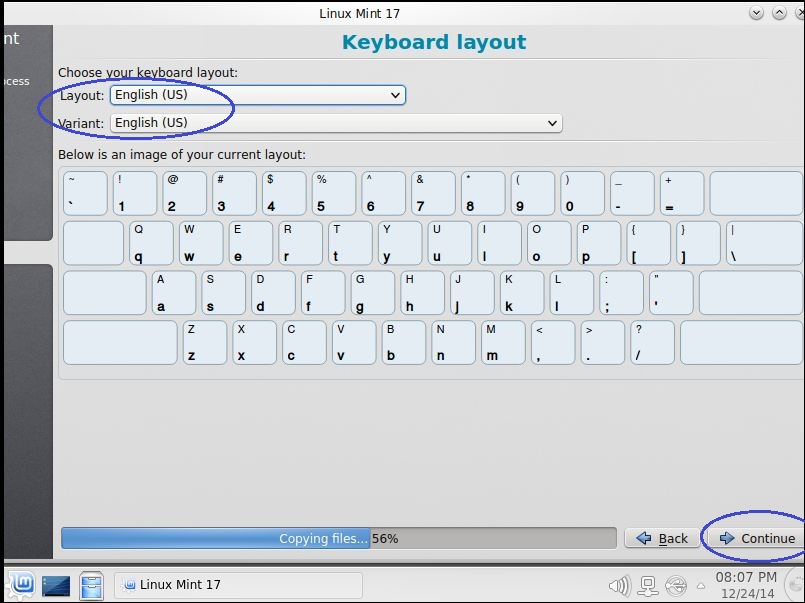 Linux Mint 17
nt
Keyboard layout
ocess
Choose your keyboard layout:
Layout: English (US)
Variant: English (US)
Below is an image of your current layout:
~ ! @ # $ % ^ & * ( ) _ +
` 1 2 3 4 5 6 7 8 9 0 - =
Q W E R T Y U I O P { } |
q w e r t y u i o p [ ] \
A S D F G H J K L : "
a s d f g h j k l ; '
Z X C V B N M < > ?
z x c v b n m , . /
Copying files... 56% Back Continue
Linux Mint 17 08:07 PM
12/24/14